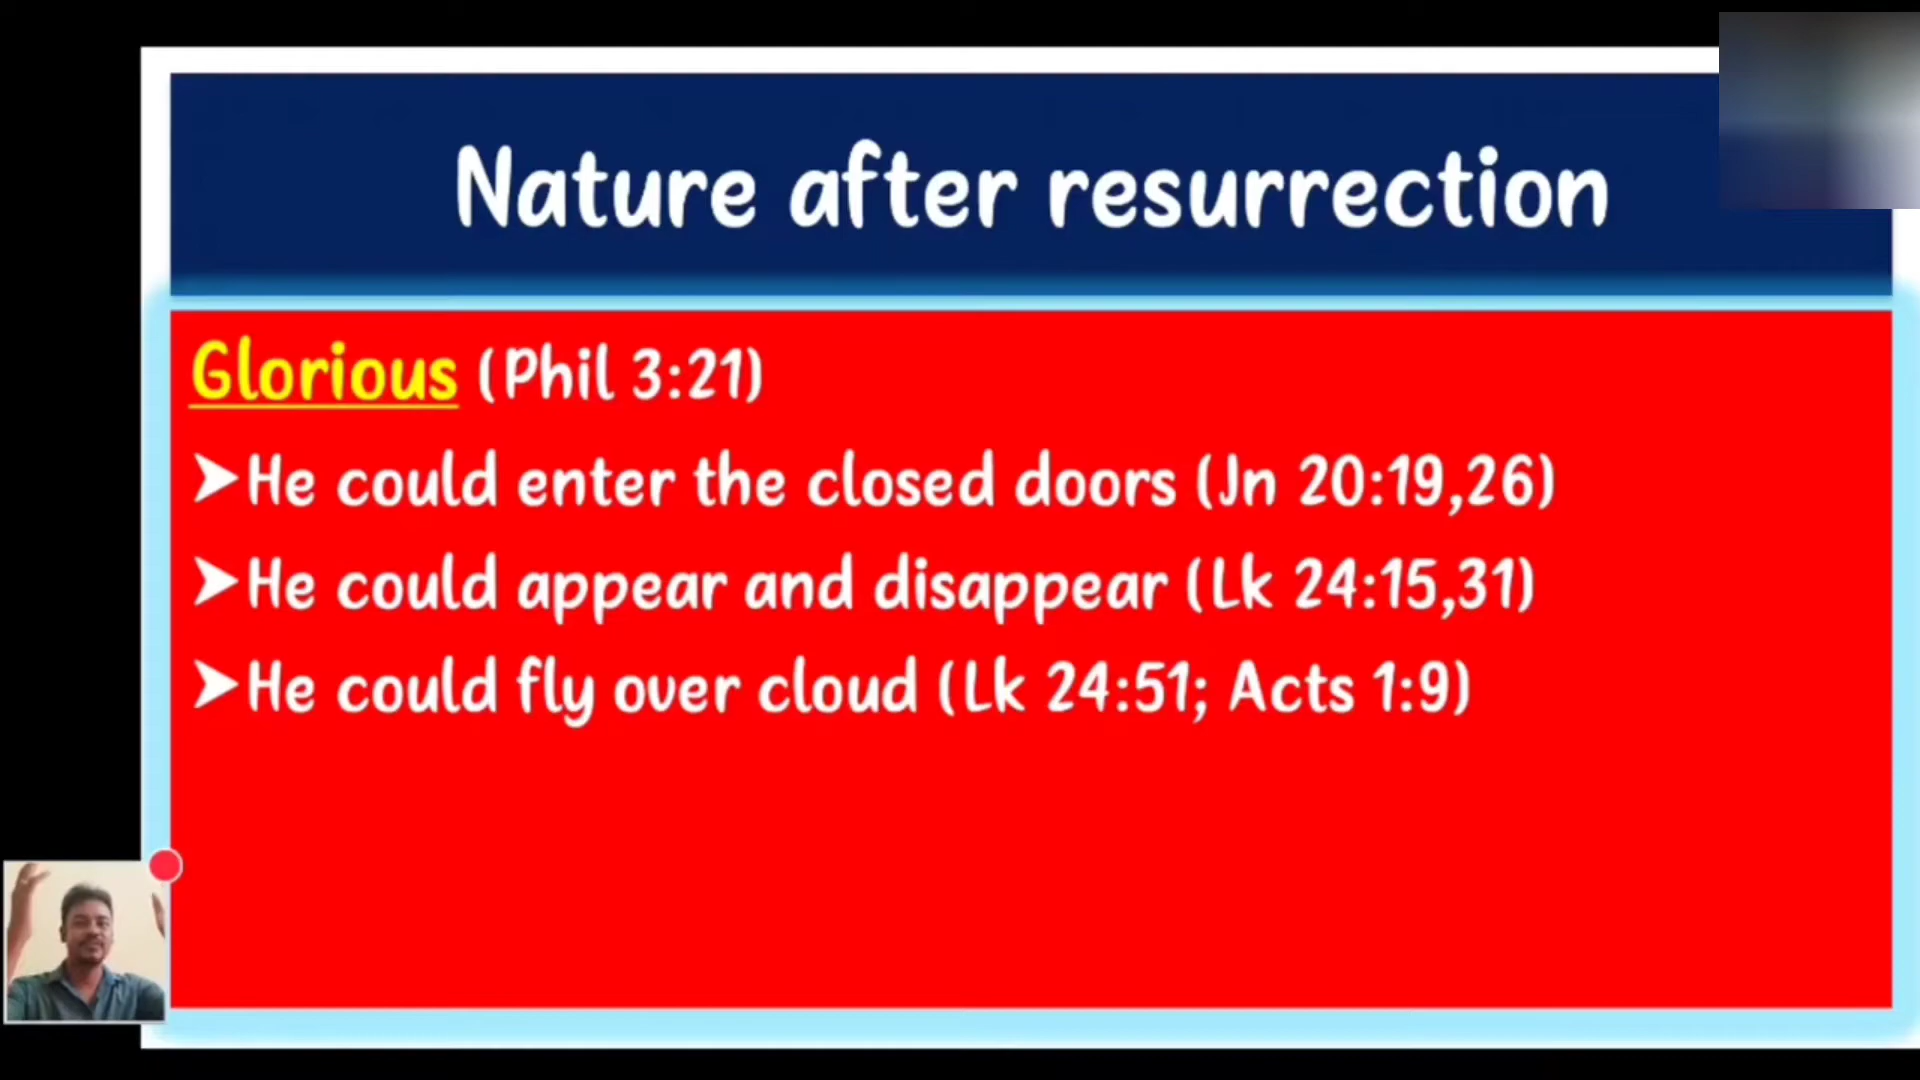 Nature after resurrection
Glorious (Phil 3:21)
➤He could enter the closed doors (Jn 20:19,26)
➤He could appear and disappear (Lk 24:15,31)
➤He could fly over cloud (Lk 24:51; Acts 1:9)